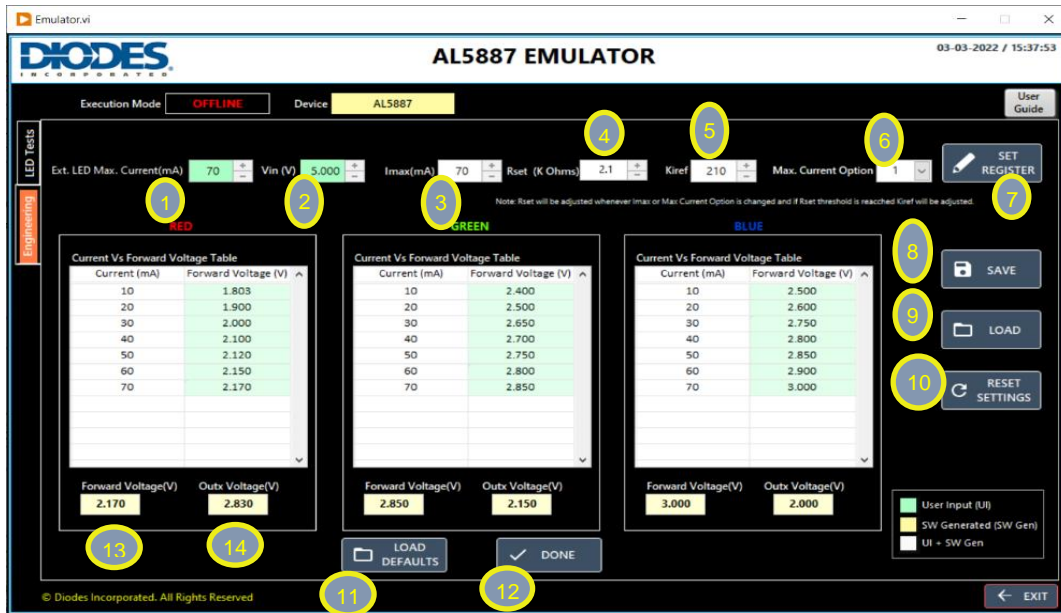 Emulator.vi
DIODES.
INCORPORATED
AL5887 EMULATOR
03-03-2022 / 15:37:53
Execution Mode OFFLINE Device AL5887
User Guide
LED Tests
Engineering
4
5
6
Ext. LED Max. Current(mA) 70 Vin (V) 5.000 Imax(mA) 70 Rset (K Ohms) 2.1 Kiref 210 Max. Current Option 1
SET REGISTER
1
2
3
7
Note: Rset will be adjusted whenever imax or Max Current Option is changed and if Rset threshold is reacched Kiref will be adjusted.
RED
Current Vs Forward Voltage Table
Current (mA) Forward Voltage (V)
10 1.803
20 1.900
30 2.000
40 2.100
50 2.120
60 2.150
70 2.170
Forward Voltage(V) Outx Voltage(V)
2.170 2.830
13
14
GREEN
Current Vs Forward Voltage Table
Current (mA) Forward Voltage (V)
10 2.400
20 2.500
30 2.650
40 2.700
50 2.750
60 2.800
70 2.850
Forward Voltage(V) Outx Voltage(V)
2.850 2.150
BLUE
Current Vs Forward Voltage Table
Current (mA) Forward Voltage (V)
10 2.500
20 2.600
30 2.750
40 2.800
50 2.850
60 2.900
70 3.000
Forward Voltage(V) Outx Voltage(V)
3.000 2.000
8
SAVE
9
LOAD
10
RESET SETTINGS
User Input (UI)
SW Generated (SW Gen)
UI + SW Gen
LOAD DEFAULTS
DONE
11
12
© Diodes Incorporated. All Rights Reserved
EXIT